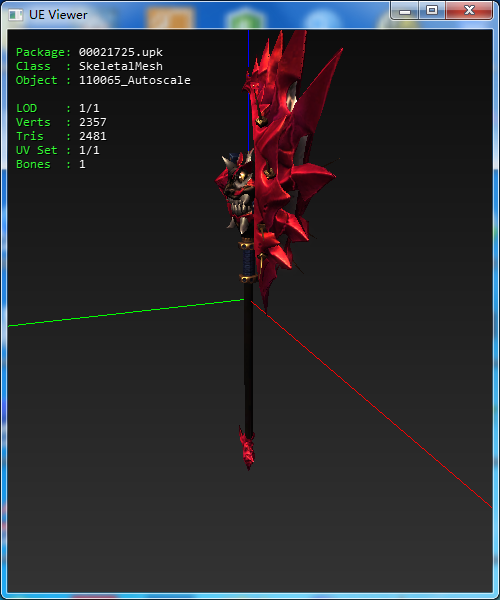 UE Viewer
Package: 00021725.upk
Class  : SkeletalMesh
Object : 110065_Autoscale
LOD    : 1/1
Verts  : 2357
Tris   : 2481
UV Set : 1/1
Bones  : 1